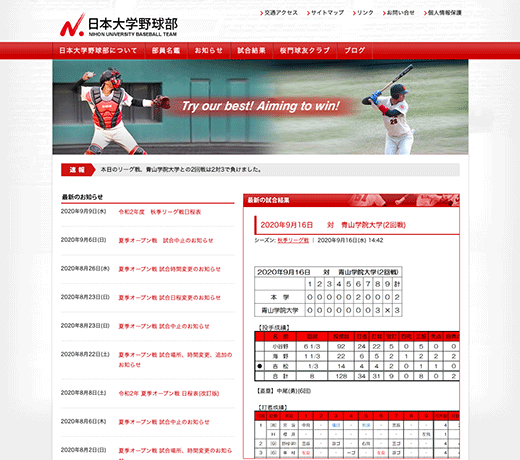 日本大学野球部
NIHON UNIVERSITY BASEBALL TEAM
交通アクセス サイトマップ リンク お問い合せ 個人情報保護
日本大学野球部について 部員名鑑 お知らせ 試合結果 桜門球友クラブ ブログ
Try our best! Aiming to win!
速報 本日のリーグ戦、青山学院大学との2回戦は2対3で負けました。
最新のお知らせ
2020年9月9日(水) 令和2年度 秋季リーグ戦日程表
2020年9月6日(日) 夏季オープン戦 試合中止のお知らせ
2020年8月26日(水) 夏季オープン戦 試合時間変更のお知らせ
2020年8月23日(日) 夏季オープン戦 試合日程変更のお知らせ
2020年8月23日(日) 夏季オープン戦 試合中止のお知らせ
2020年8月22日(土) 夏季オープン戦 試合場所、時間変更、追加の
お知らせ
2020年8月8日(土) 令和2年 夏季オープン戦 日程表(改訂版)
2020年8月6日(木) 夏季オープン戦 試合中止のお知らせ
2020年8月2日(日) 夏季オープン戦 試合場所、時間変更のお知
らせ
最新の試合結果
2020年9月16日 対 青山学院大学(2回戦)
シーズン: 秋季リーグ戦 | 2020年9月16日(水) 14:42
2020年9月16日 対 青山学院大学(2回戦)
1 2 3 4 5 6 7 8 9 計
本学 0 0 0 0 0 2 0 0 0 2
青山学院大学 0 0 0 0 0 0 0 3 × 3
【投手成績】
小谷野 6 1/3 92 24 22 5 0 5 0 0
海野 1 1/3 22 6 5 2 1 2 2 2
● 吉松 1/3 14 4 4 2 0 1 1 0
合計 8 128 34 31 9 0 8 0 2
【盗塁】中尾(勇)(6回)
【打者成績】